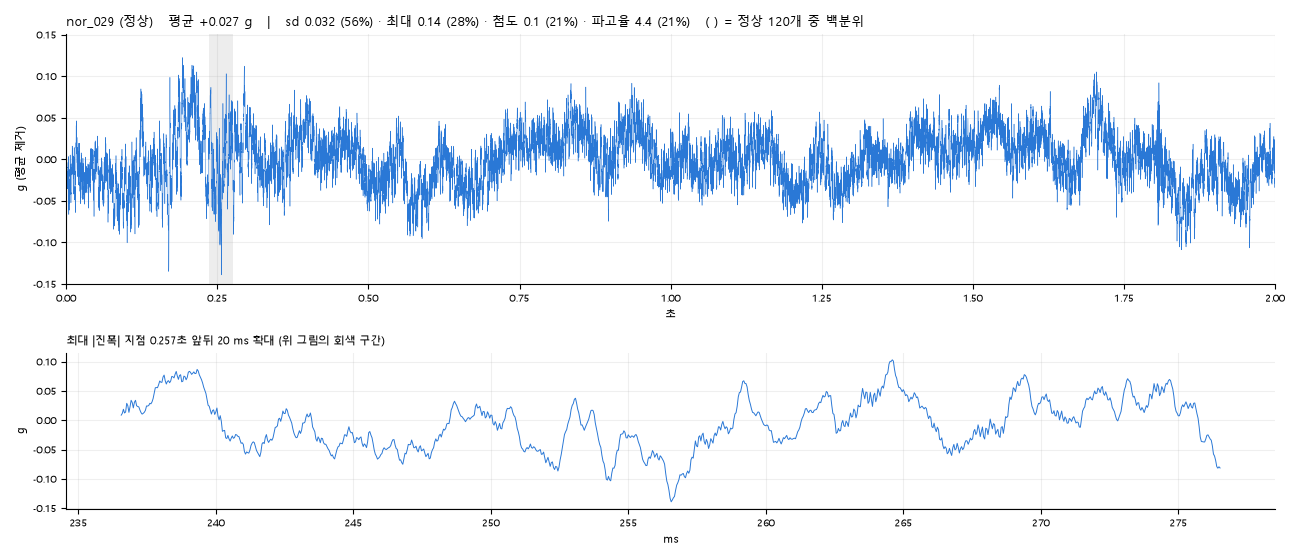 nor_029 (정상)    평균 +0.027 g    |    sd 0.032 (56%) · 최대 0.14 (28%) · 첨도 0.1 (21%) · 파고율 4.4 (21%)    ( ) = 정상 120개 중 백분위
g (평균 제거)
0.15
0.10
0.05
0.00
-0.05
-0.10
-0.15
0.00 0.25 0.50 0.75 1.00 1.25 1.50 1.75 2.00
초
최대 |진폭| 지점 0.257초 앞뒤 20 ms 확대 (위 그림의 회색 구간)
g
0.10
0.05
0.00
-0.05
-0.10
-0.15
235 240 245 250 255 260 265 270 275
ms